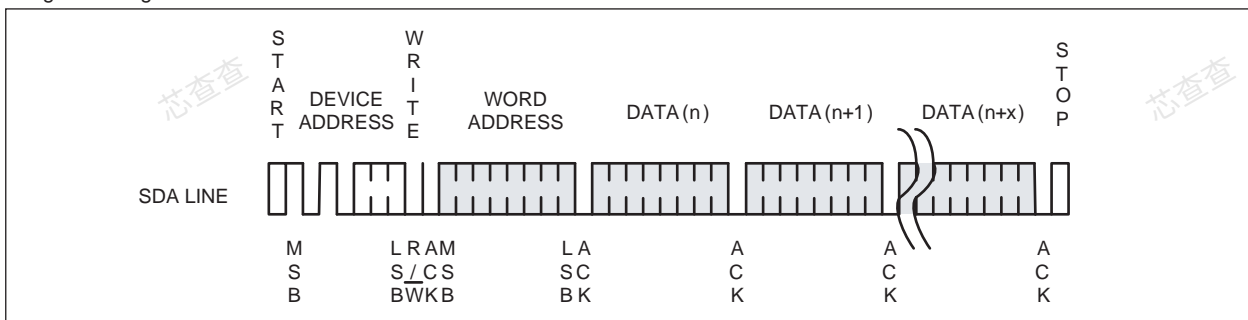 START
WRITE
STOP
DEVICE ADDRESS
WORD ADDRESS
DATA (n)
DATA (n+1)
DATA (n+x)
SDA LINE
MSB
LSB
R/W
ACK
MSB
LSB
ACK
ACK
ACK
ACK
芯查查
芯查查